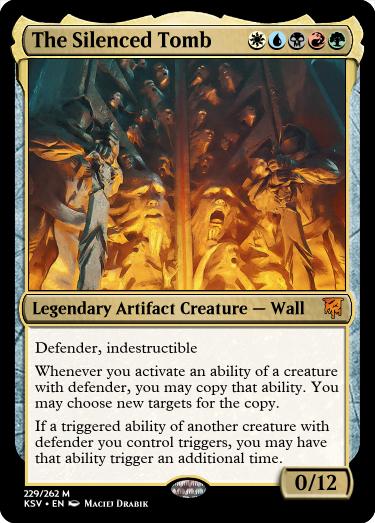 The Silenced Tomb
Legendary Artifact Creature — Wall
Defender, indestructible
Whenever you activate an ability of a creature
with defender, you may copy that ability. You
may choose new targets for the copy.
If a triggered ability of another creature with
defender you control triggers, you may have
that ability trigger an additional time.
0/12
229/262 M
KSV • EN Maciej Drabik